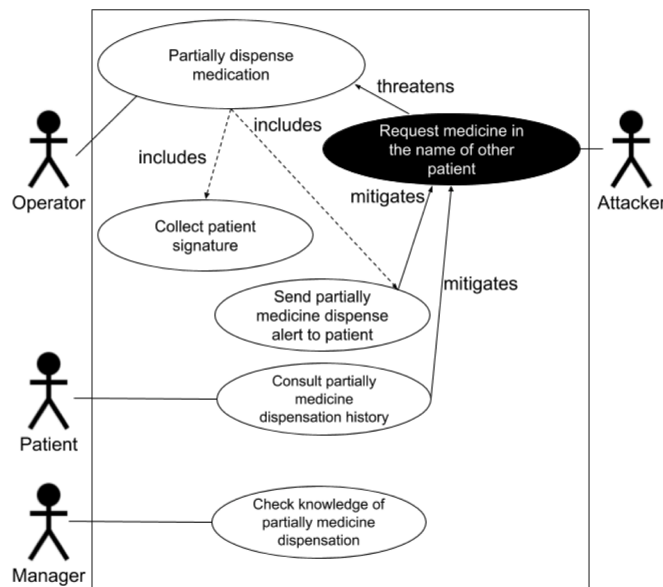 Partially dispense
medication
threatens
includes
Request medicine in
the name of other
patient
includes
Operator
Attacker
mitigates
Collect patient
signature
mitigates
Send partially
medicine dispense
alert to patient
Consult partially
medicine
dispensation history
Patient
Check knowledge of
partially medicine
dispensation
Manager